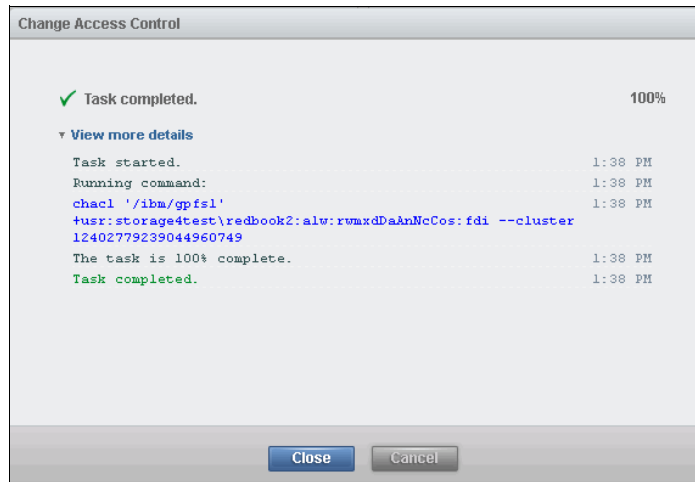 Change Access Control
Task completed. 100%
View more details
Task started. 1:38 PM
Running command: 1:38 PM
chacl '/ibm/gpfs1' 1:38 PM
+usr:storage4test\redbook2:alw:rwmxdDaAnNcCos:fdi --cluster
12402779239044960749
The task is 100% complete. 1:38 PM
Task completed. 1:38 PM
Close Cancel